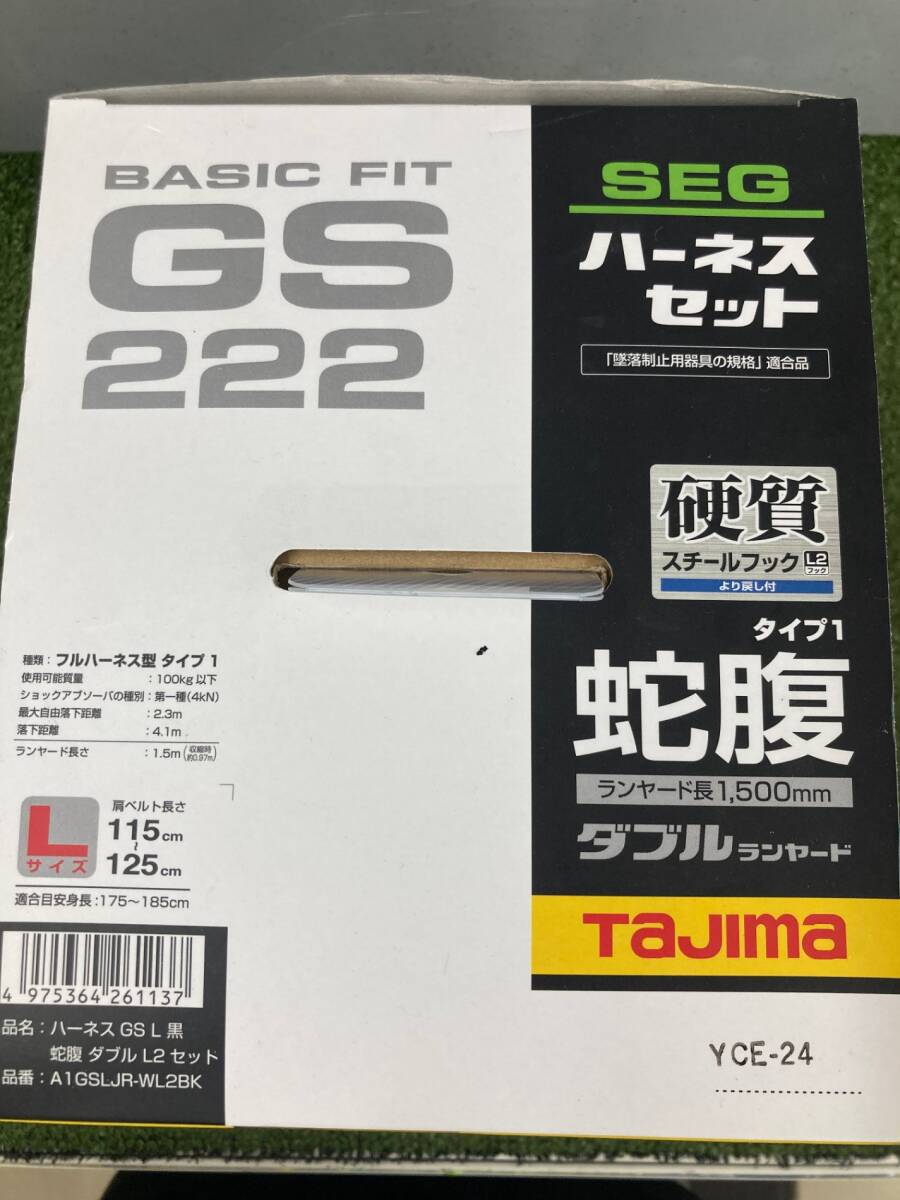 BASIC FIT
GS
222
SEG
ハーネス
セット
「墜落制止用器具の規格」適合品
硬質
スチールフック L2 フック
より戻し付
タイプ1
蛇腹
ランヤード長1,500mm
ダブルランヤード
TaJIma
YCE-24
種類：フルハーネス型 タイプ 1
使用可能質量 ：100kg 以下
ショックアブソーバの種別：第一種(4kN)
最大自由落下距離 ：2.3m
落下距離 ：4.1m
ランヤード長さ ：1.5m(収縮時 約0.97m)
L
サイズ
肩ベルト長さ
115cm
〜
125cm
適合目安身長：175〜185cm
4 975364 261137
品名：ハーネス GS L 黒
蛇腹 ダブル L2 セット
品番：A1GSLJR-WL2BK